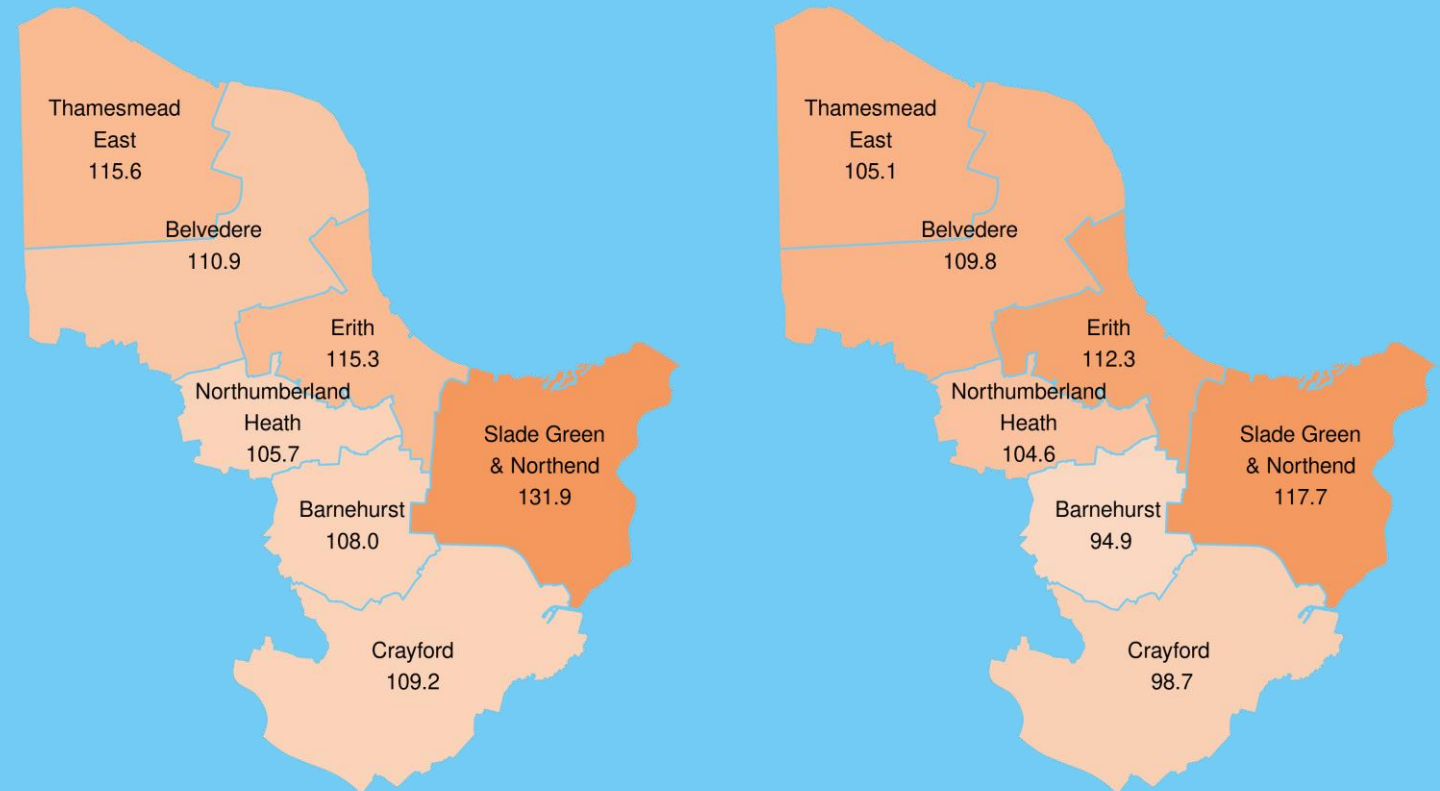 Thamesmead
East
115.6
Belvedere
110.9
Erith
115.3
Northumberland
Heath
105.7
Slade Green
& Northend
131.9
Barnehurst
108.0
Crayford
109.2
Thamesmead
East
105.1
Belvedere
109.8
Erith
112.3
Northumberland
Heath
104.6
Slade Green
& Northend
117.7
Barnehurst
94.9
Crayford
98.7